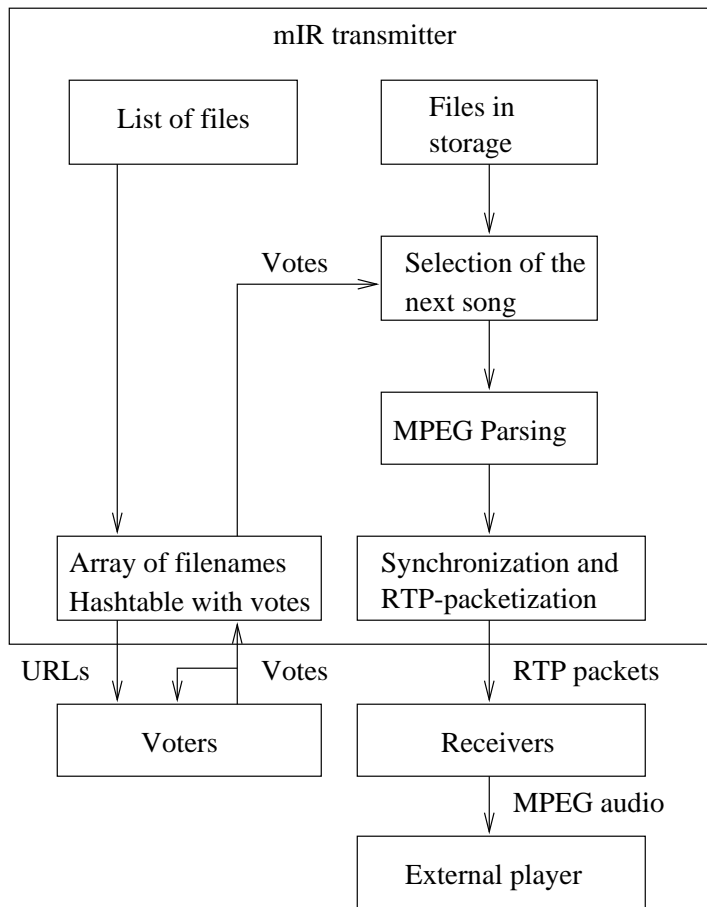 mIR transmitter
List of files
Files in
storage
Votes
Selection of the
next song
MPEG Parsing
Array of filenames
Hashtable with votes
Synchronization and
RTP-packetization
URLs
Votes
RTP packets
Voters
Receivers
MPEG audio
External player